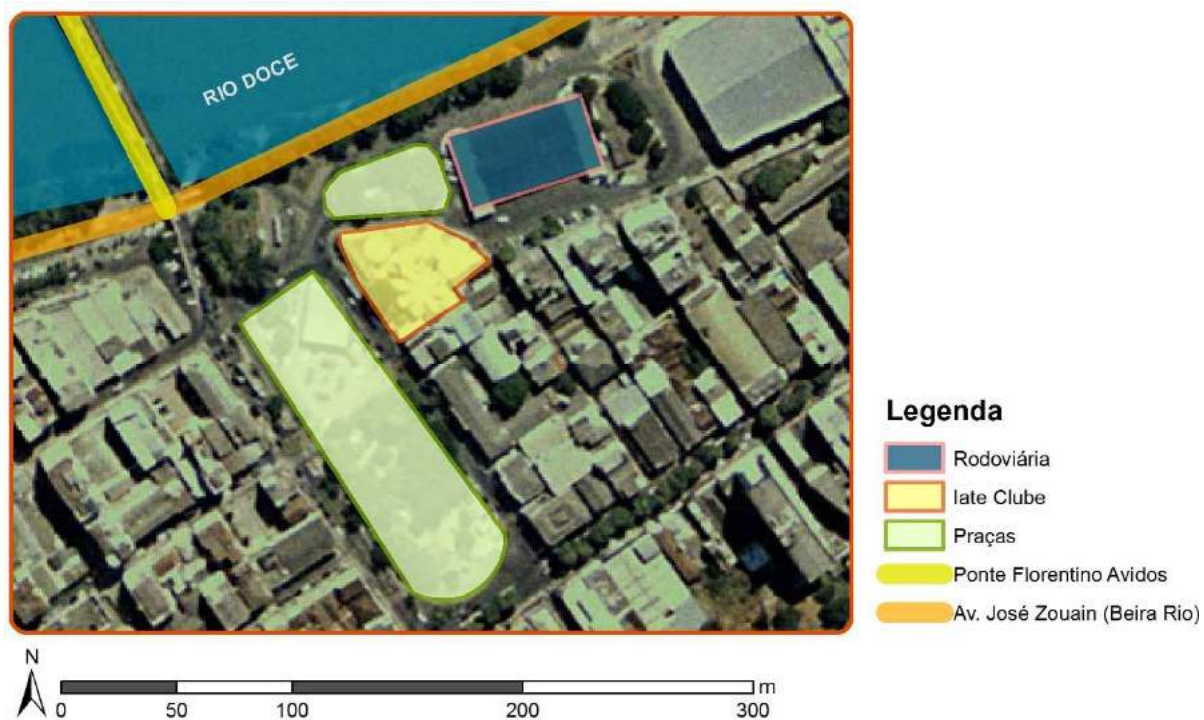 RIO DOCE
Legenda
Rodoviária
Iate Clube
Praças
Ponte Florentino Avidos
Av. José Zouain (Beira Rio)
N
m
0 50 100 200 300